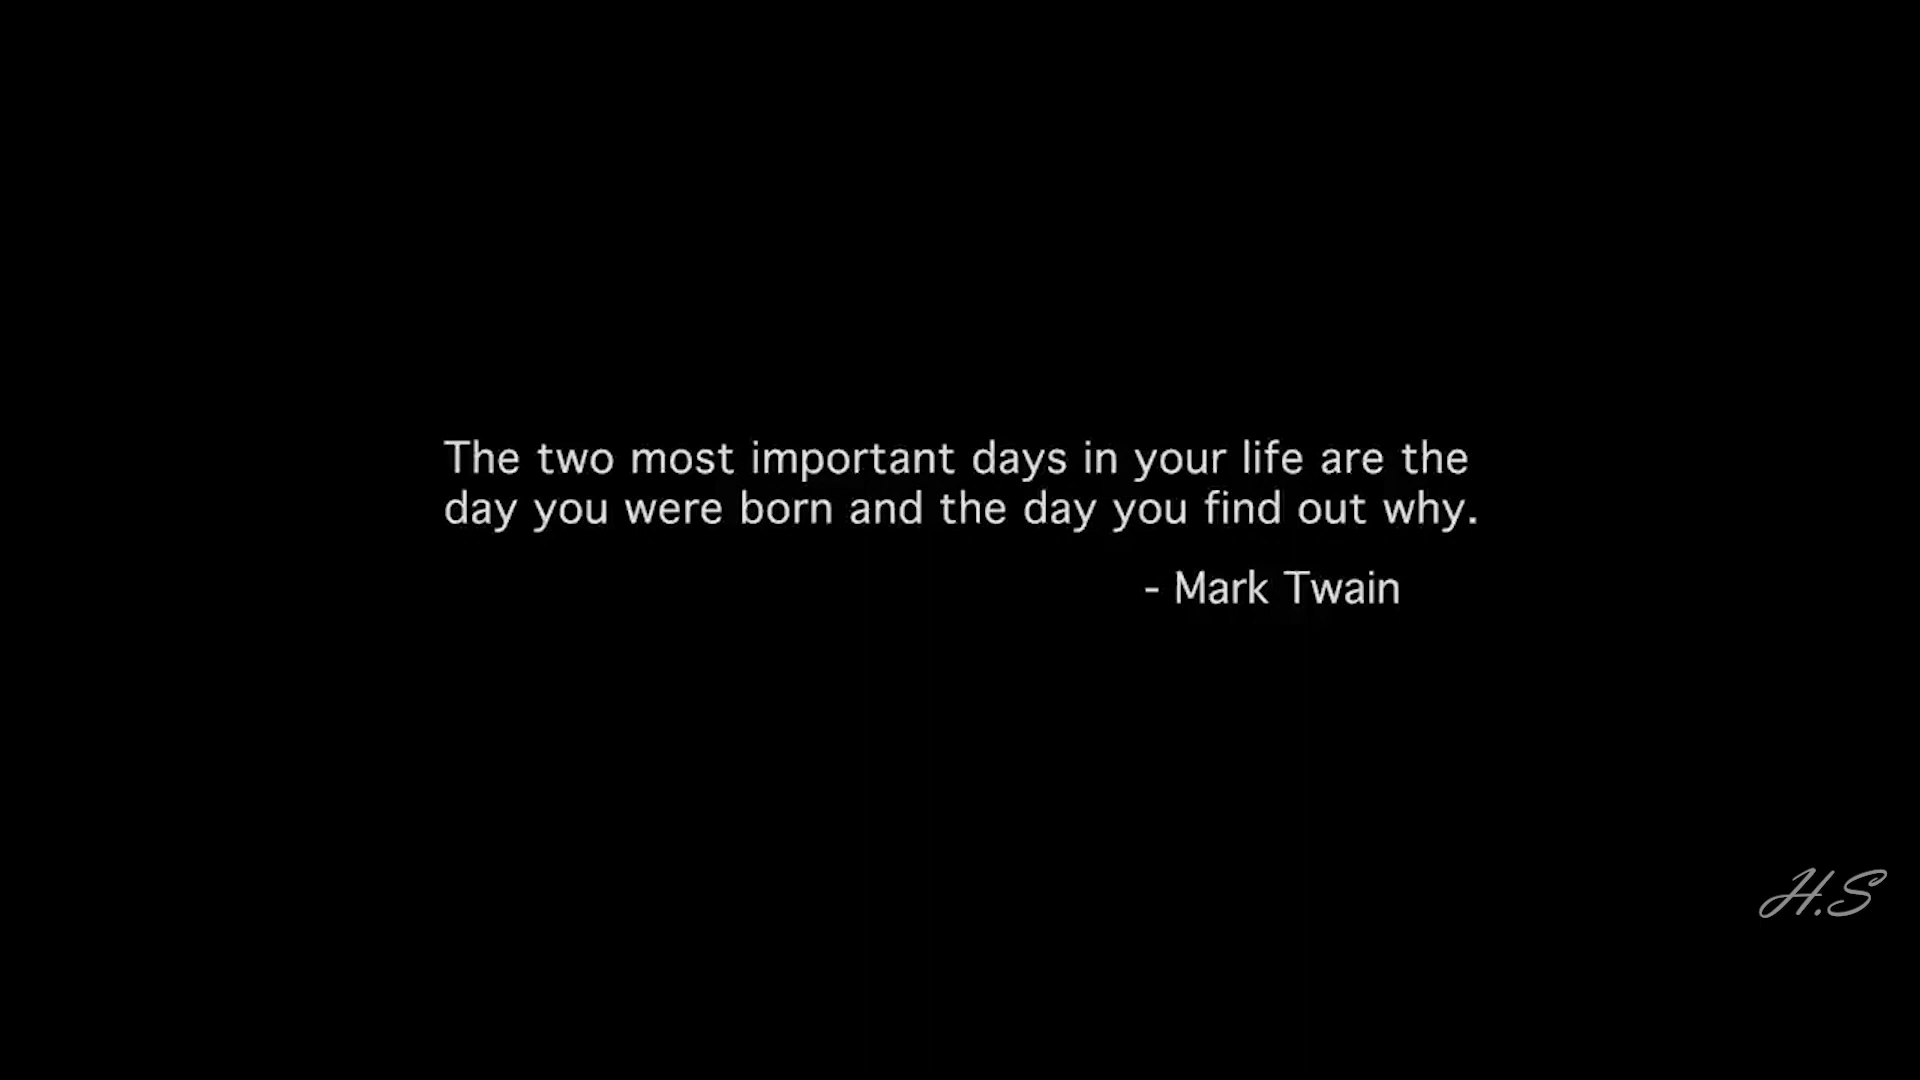 The two most important days in your life are the
day you were born and the day you find out why.
- Mark Twain
H.S